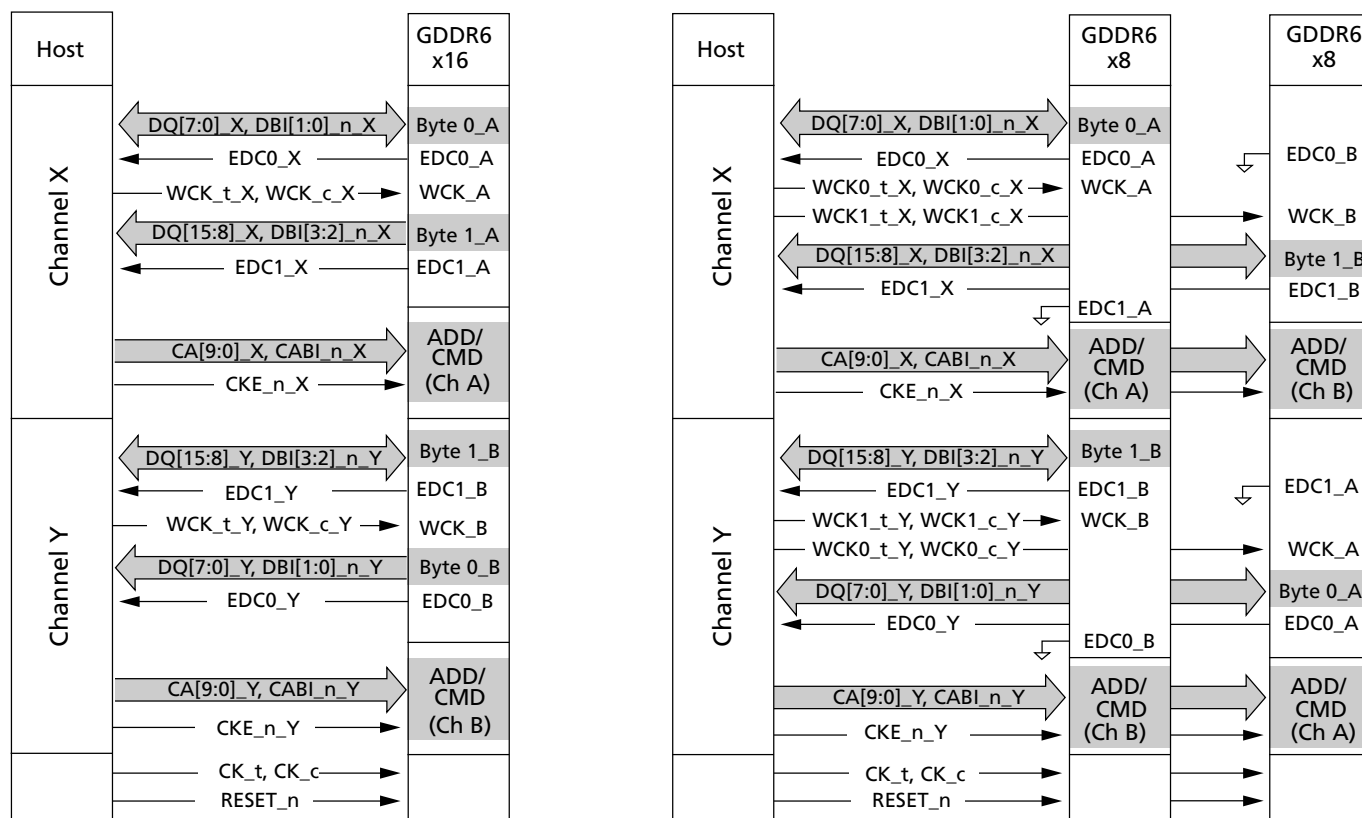 Host
GDDR6
x16
Channel X
DQ[7:0]_X, DBI[1:0]_n_X
Byte 0_A
EDC0_X
EDC0_A
WCK_t_X, WCK_c_X
WCK_A
DQ[15:8]_X, DBI[3:2]_n_X
Byte 1_A
EDC1_X
EDC1_A
CA[9:0]_X, CABI_n_X
CKE_n_X
ADD/
CMD
(Ch A)
Channel Y
DQ[15:8]_Y, DBI[3:2]_n_Y
Byte 1_B
EDC1_Y
EDC1_B
WCK_t_Y, WCK_c_Y
WCK_B
DQ[7:0]_Y, DBI[1:0]_n_Y
Byte 0_B
EDC0_Y
EDC0_B
CA[9:0]_Y, CABI_n_Y
CKE_n_Y
ADD/
CMD
(Ch B)
CK_t, CK_c
RESET_n
Host
GDDR6
x8
GDDR6
x8
Channel X
DQ[7:0]_X, DBI[1:0]_n_X
Byte 0_A
EDC0_X
EDC0_A
EDC0_B
WCK0_t_X, WCK0_c_X
WCK_A
WCK1_t_X, WCK1_c_X
WCK_B
DQ[15:8]_X, DBI[3:2]_n_X
Byte 1_B
EDC1_X
EDC1_B
EDC1_A
CA[9:0]_X, CABI_n_X
CKE_n_X
ADD/
CMD
(Ch A)
ADD/
CMD
(Ch B)
Channel Y
DQ[15:8]_Y, DBI[3:2]_n_Y
Byte 1_B
EDC1_Y
EDC1_B
EDC1_A
WCK1_t_Y, WCK1_c_Y
WCK_B
WCK0_t_Y, WCK0_c_Y
WCK_A
DQ[7:0]_Y, DBI[1:0]_n_Y
Byte 0_A
EDC0_Y
EDC0_A
EDC0_B
CA[9:0]_Y, CABI_n_Y
CKE_n_Y
ADD/
CMD
(Ch B)
ADD/
CMD
(Ch A)
CK_t, CK_c
RESET_n